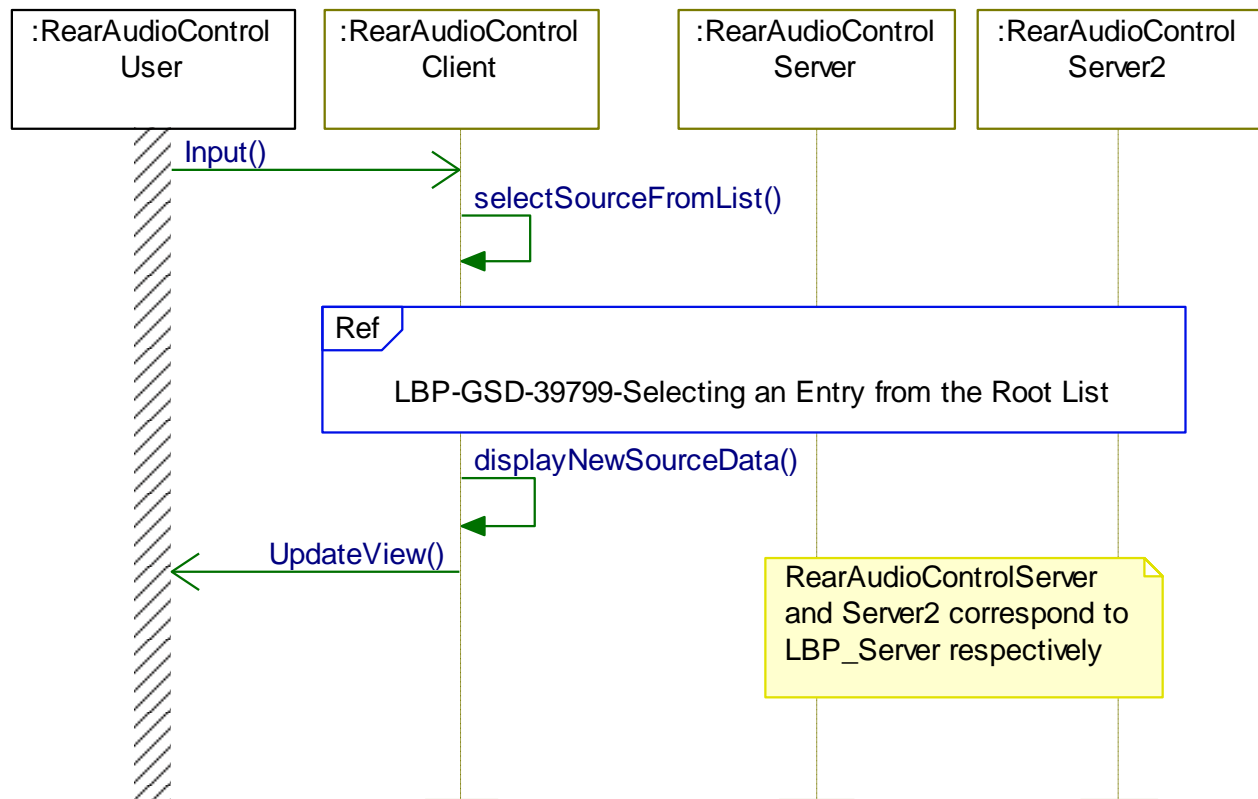 :RearAudioControl
User
:RearAudioControl
Client
:RearAudioControl
Server
:RearAudioControl
Server2
Input()
selectSourceFromList()
Ref
LBP-GSD-39799-Selecting an Entry from the Root List
displayNewSourceData()
UpdateView()
RearAudioControlServer
and Server2 correspond to
LBP_Server respectively